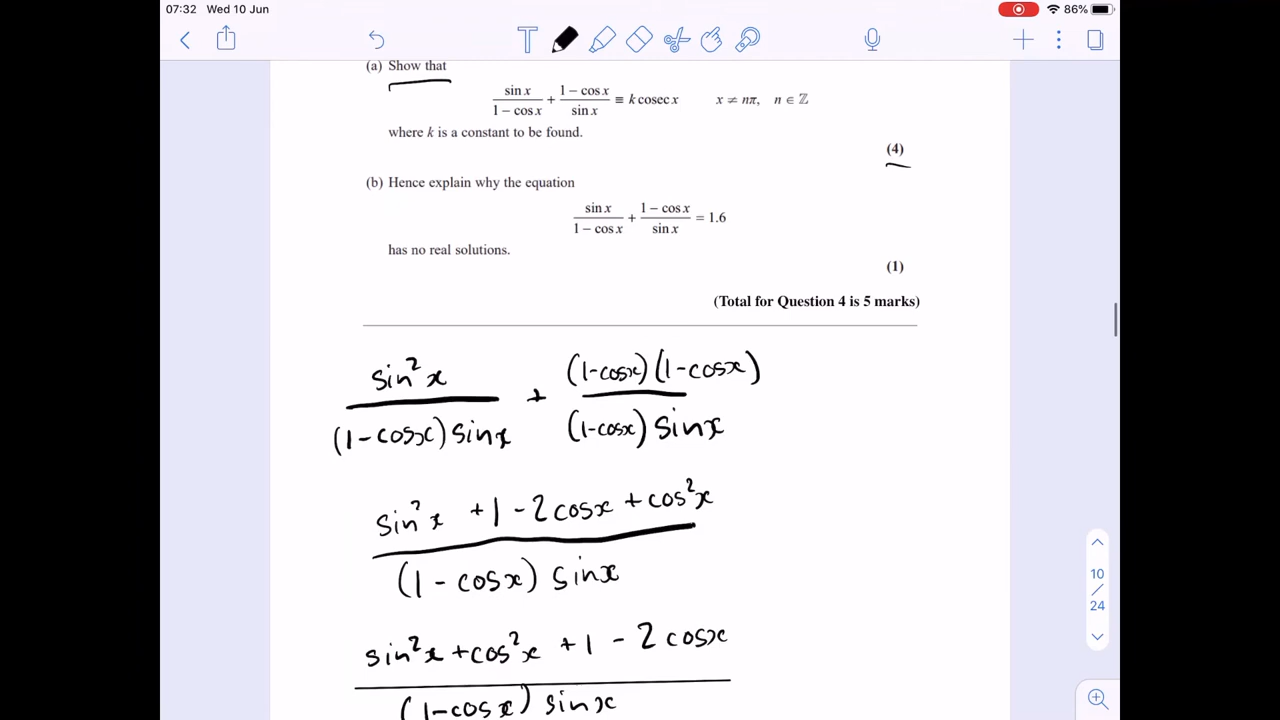 07:32 Wed 10 Jun 86%
(a) Show that
sin x / (1 − cos x) + (1 − cos x) / sin x ≡ k cosec x x ≠ nπ, n ∈ ℤ
where k is a constant to be found.
(4)
(b) Hence explain why the equation
sin x / (1 − cos x) + (1 − cos x) / sin x = 1.6
has no real solutions.
(1)
(Total for Question 4 is 5 marks)
sin²x / (1-cosx) sinx + (1-cosx)(1-cosx) / (1-cosx) sinx
sin²x + 1 - 2cosx + cos²x
(1 - cosx) sinx
10
/
24
sin²x + cos²x + 1 - 2cosx
(1-cosx) sinx